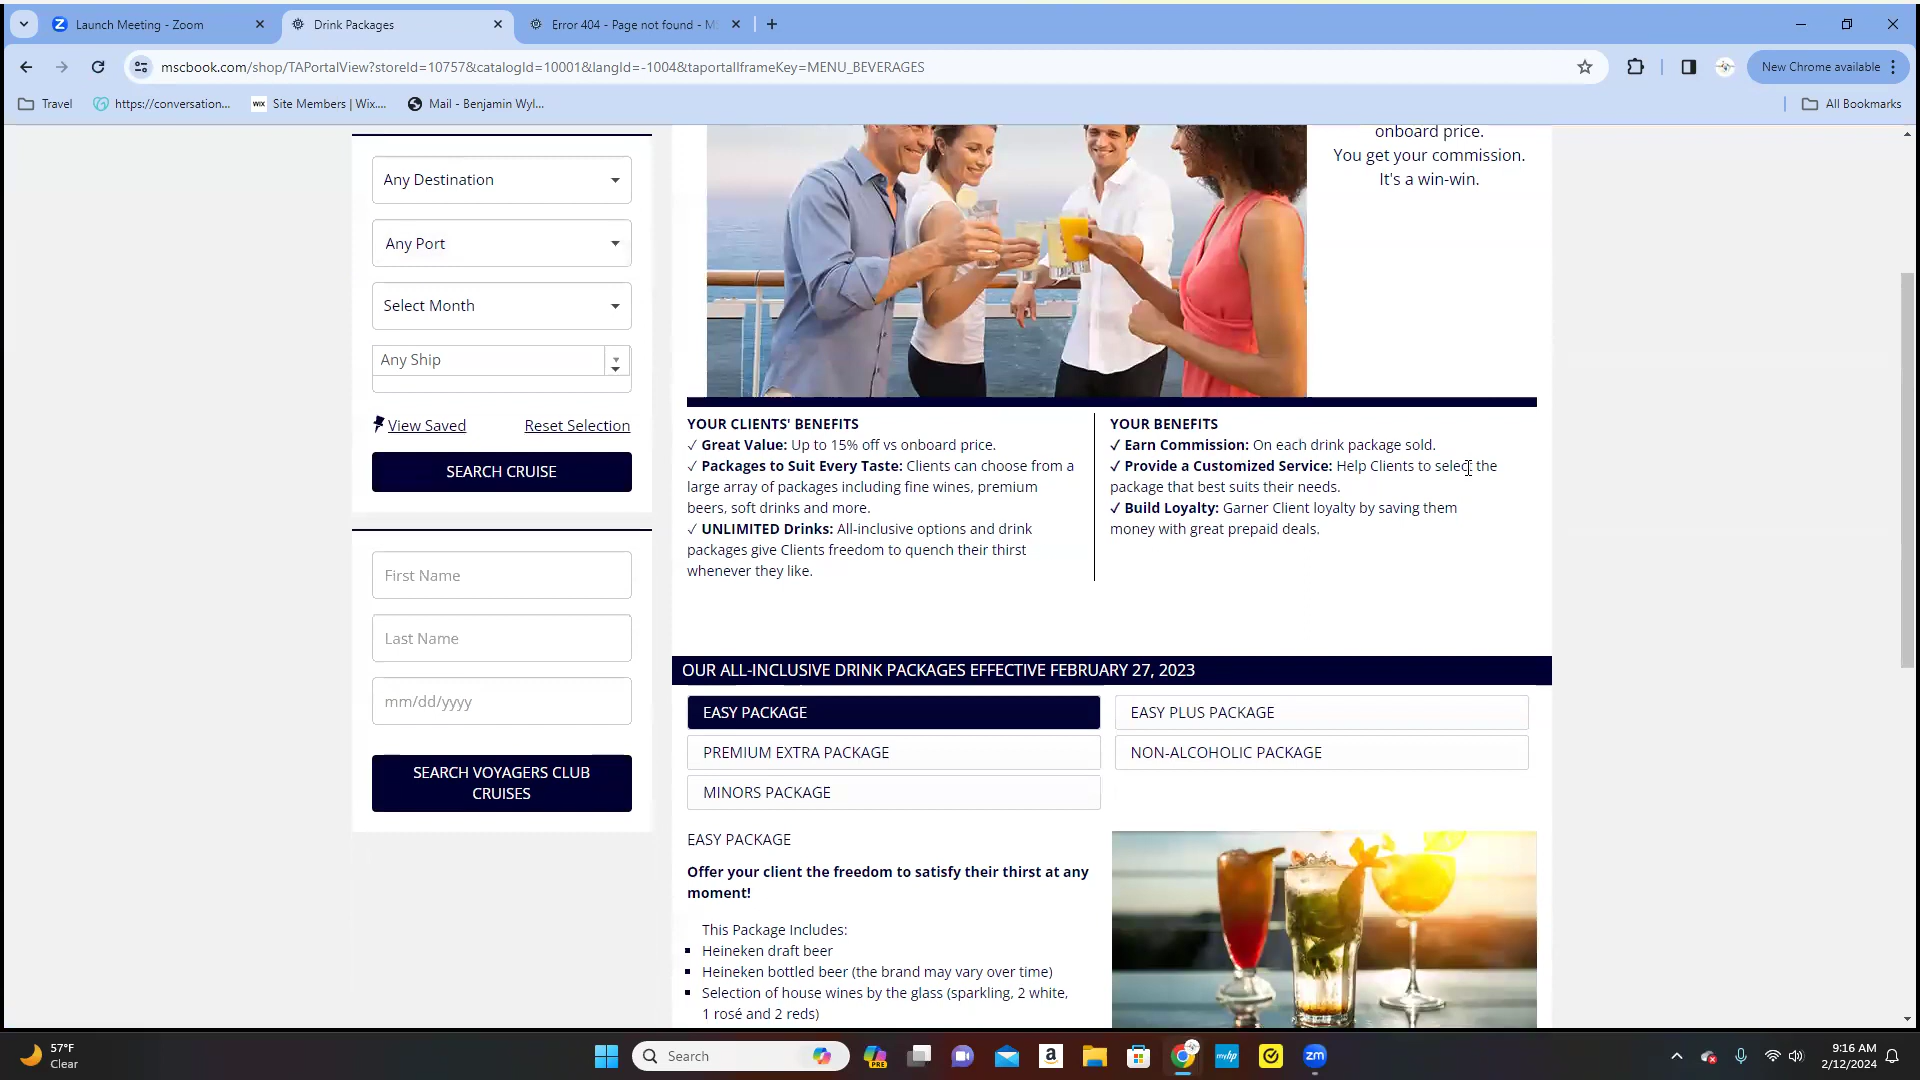 Launch Meeting - Zoom
Drink Packages
Error 404 - Page not found - M
mscbook.com/shop/TAPortalView?storeId=10757&catalogId=10001&langId=-1004&taportalIframeKey=MENU_BEVERAGES
New Chrome available
Travel
https://conversation...
WIX
Site Members | Wix....
Mail - Benjamin Wyl...
All Bookmarks
Any Destination
Any Port
Select Month
Any Ship
View Saved
Reset Selection
SEARCH CRUISE
First Name
Last Name
mm/dd/yyyy
SEARCH VOYAGERS CLUB
CRUISES
onboard price.
You get your commission.
It's a win-win.
YOUR CLIENTS' BENEFITS
✓ Great Value: Up to 15% off vs onboard price.
✓ Packages to Suit Every Taste: Clients can choose from a
large array of packages including fine wines, premium
beers, soft drinks and more.
✓ UNLIMITED Drinks: All-inclusive options and drink
packages give Clients freedom to quench their thirst
whenever they like.
YOUR BENEFITS
✓ Earn Commission: On each drink package sold.
✓ Provide a Customized Service: Help Clients to select the
package that best suits their needs.
✓ Build Loyalty: Garner Client loyalty by saving them
money with great prepaid deals.
OUR ALL-INCLUSIVE DRINK PACKAGES EFFECTIVE FEBRUARY 27, 2023
EASY PACKAGE
EASY PLUS PACKAGE
PREMIUM EXTRA PACKAGE
NON-ALCOHOLIC PACKAGE
MINORS PACKAGE
EASY PACKAGE
Offer your client the freedom to satisfy their thirst at any
moment!
This Package Includes:
▪ Heineken draft beer
▪ Heineken bottled beer (the brand may vary over time)
▪ Selection of house wines by the glass (sparkling, 2 white,
1 rosé and 2 reds)
57°F
Clear
Search
PRE
a
myhp
zm
9:16 AM
2/12/2024